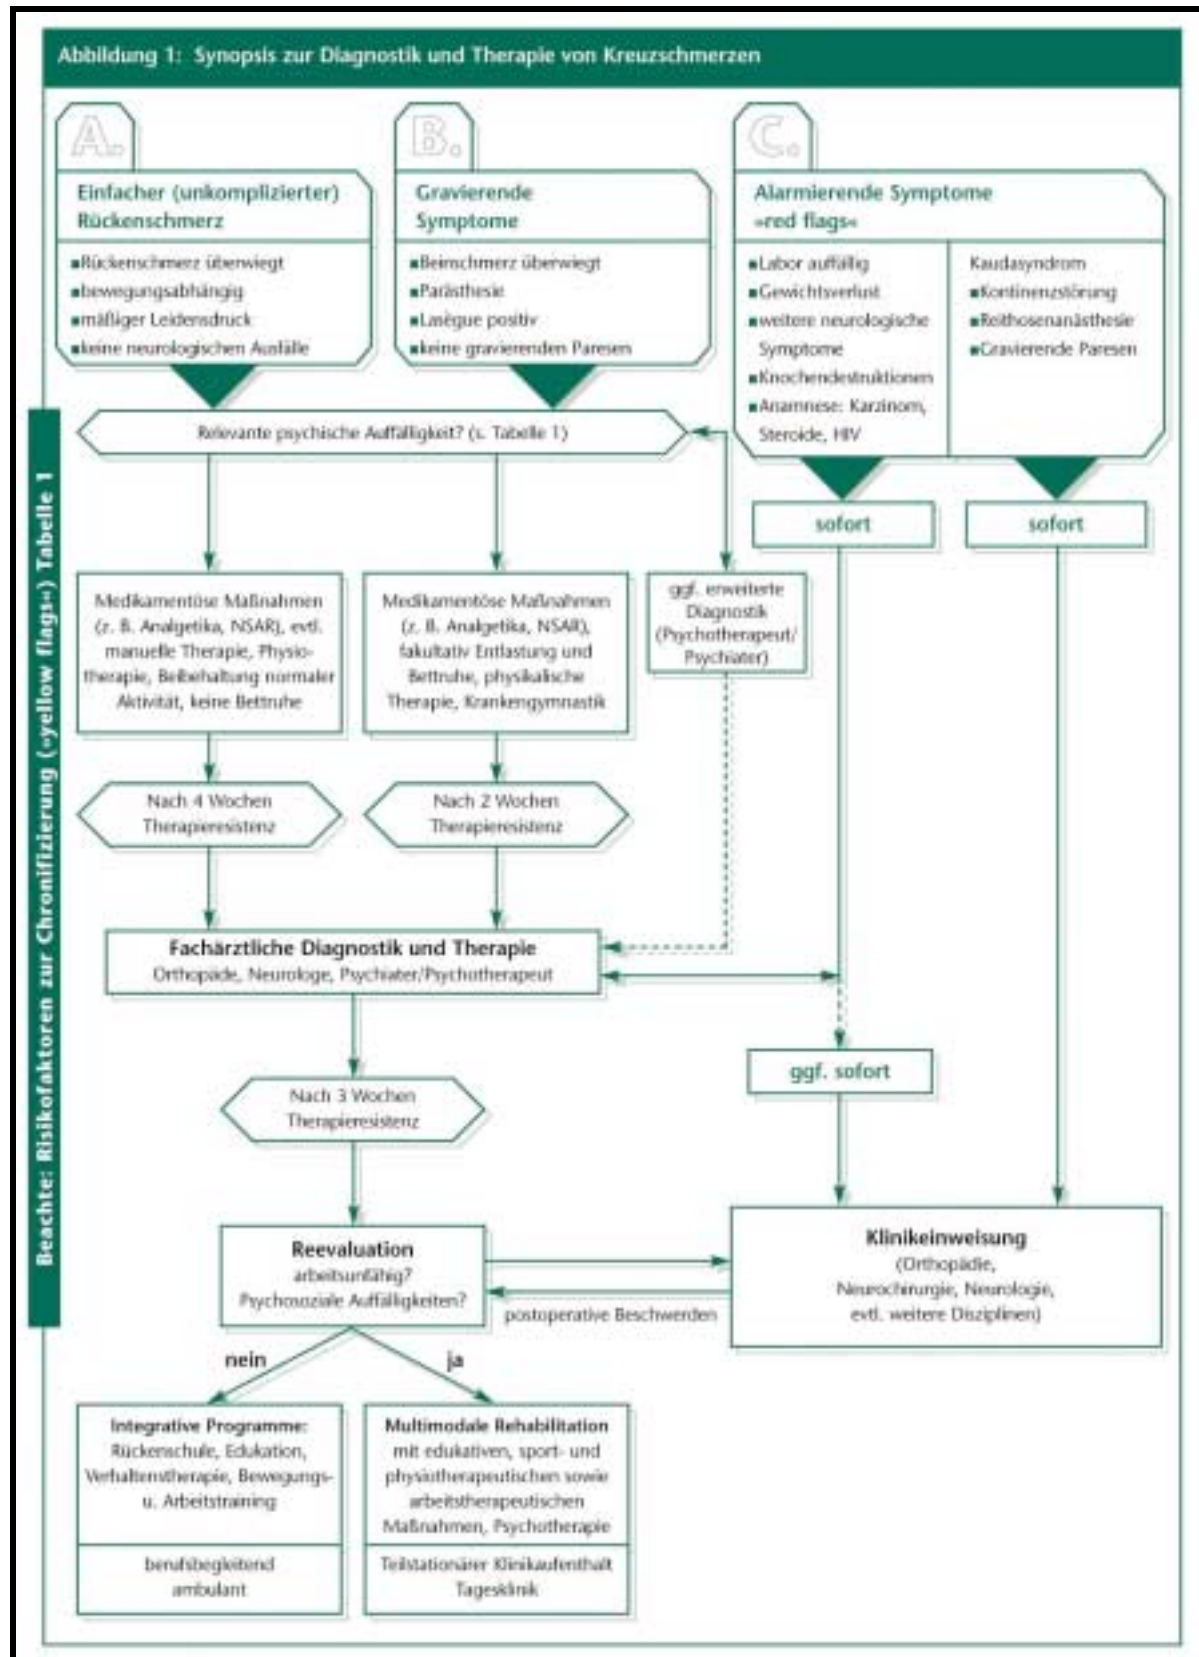 Abbildung 1: Synopsis zur Diagnostik und Therapie von Kreuzschmerzen
A.
Einfacher (unkomplizierter)
Rückenschmerz
▪Rückenschmerz überwiegt
▪bewegungsabhängig
▪mäßiger Leidensdruck
▪keine neurologischen Ausfälle
B.
Gravierende
Symptome
▪Beinschmerz überwiegt
▪Parästhesie
▪Lasègue positiv
▪keine gravierenden Paresen
C.
Alarmierende Symptome
»red flags«
▪Labor auffällig
▪Gewichtsverlust
▪weitere neurologische
Symptome
▪Knochendestruktionen
▪Anamnese: Karzinom,
Steroide, HIV
Kaudasyndrom
▪Kontinenzstörung
▪Reithosenanästhesie
▪Gravierende Paresen
Beachte: Risikofaktoren zur Chronifizierung (»yellow flags«) Tabelle 1
Relevante psychische Auffälligkeit? (s. Tabelle 1)
sofort
sofort
Medikamentöse Maßnahmen
(z. B. Analgetika, NSAR), evtl.
manuelle Therapie, Physio-
therapie, Beibehaltung normaler
Aktivität, keine Bettruhe
Medikamentöse Maßnahmen
(z. B. Analgetika, NSAR),
fakultativ Entlastung und
Bettruhe, physikalische
Therapie, Krankengymnastik
ggf. erweiterte
Diagnostik
(Psychotherapeut/
Psychiater)
Nach 4 Wochen
Therapieresistenz
Nach 2 Wochen
Therapieresistenz
Fachärztliche Diagnostik und Therapie
Orthopäde, Neurologe, Psychiater/Psychotherapeut
ggf. sofort
Nach 3 Wochen
Therapieresistenz
Reevaluation
arbeitsunfähig?
Psychosoziale Auffälligkeiten?
postoperative Beschwerden
Klinikeinweisung
(Orthopädie,
Neurochirurgie, Neurologie,
evtl. weitere Disziplinen)
nein
ja
Integrative Programme:
Rückenschule, Edukation,
Verhaltenstherapie, Bewegungs-
u. Arbeitstraining
berufsbegleitend
ambulant
Multimodale Rehabilitation
mit edukativen, sport- und
physiotherapeutischen sowie
arbeitstherapeutischen
Maßnahmen, Psychotherapie
Teilstationärer Klinikaufenthalt
Tagesklinik